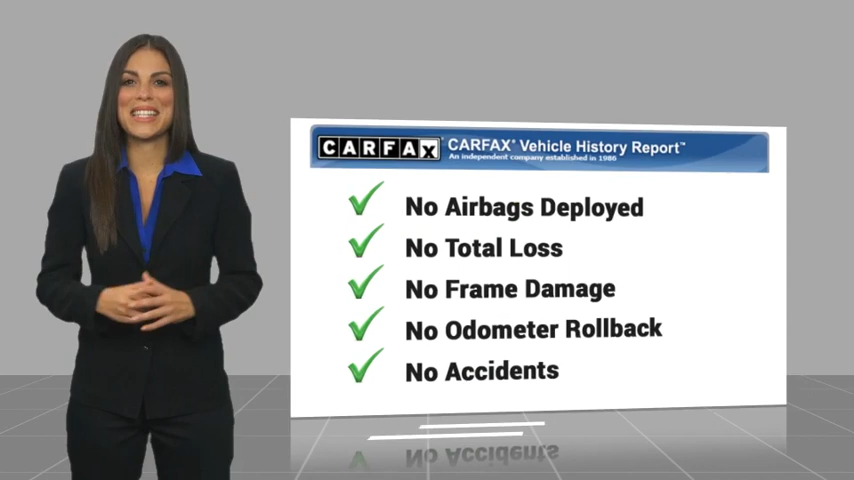 CARFAX CARFAX® Vehicle History Report™
An independent company established in 1986
No Airbags Deployed
No Total Loss
No Frame Damage
No Odometer Rollback
No Accidents
No Accidents